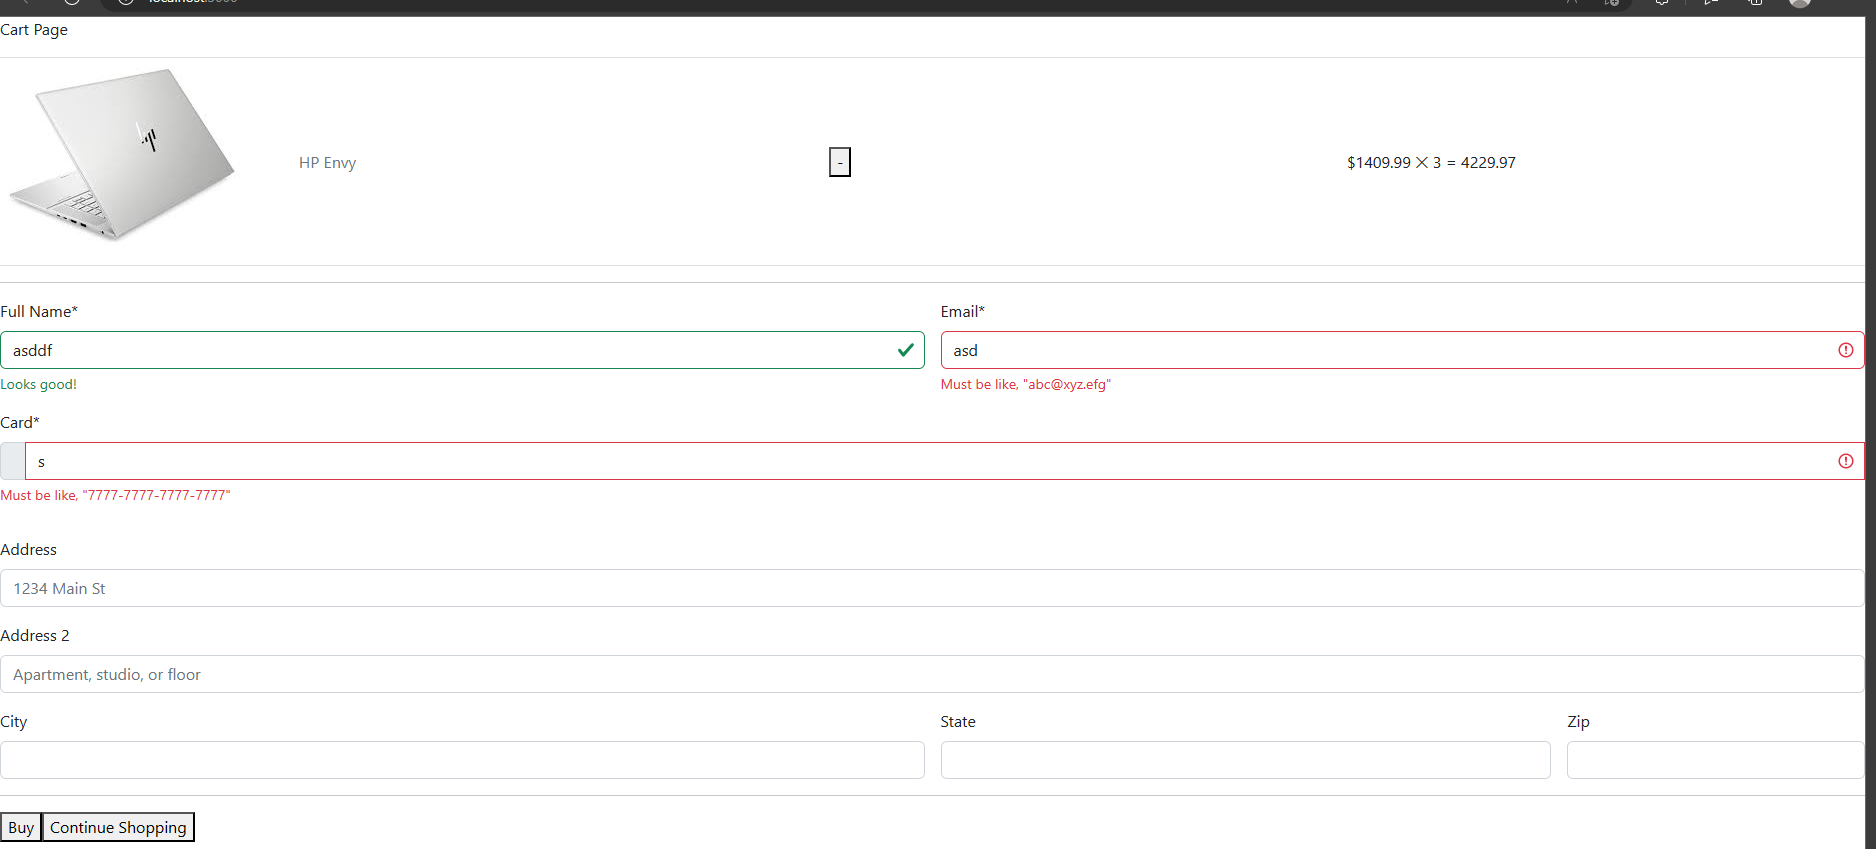 Cart Page
HP Envy
-
$1409.99 × 3 = 4229.97
Full Name*
Email*
asddf
asd
Looks good!
Must be like, "abc@xyz.efg"
Card*
s
Must be like, "7777-7777-7777-7777"
Address
1234 Main St
Address 2
Apartment, studio, or floor
City
State
Zip
Buy
Continue Shopping